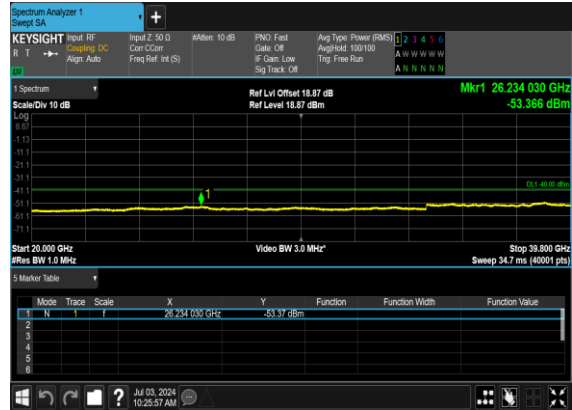 Spectrum Analyzer 1
Swept SA
+
KEYSIGHT Input: RF Input Z: 50 Ω #Atten: 10 dB PNO: Fast Avg Type: Power (RMS) 1 2 3 4 5 6
R T Coupling: DC Corr CCorr Gate: Off Avg|Hold: 100/100 A W W W W W
Align: Auto Freq Ref: Int (S) IF Gain: Low Trig: Free Run
Sig Track: Off A N N N N N
1 Spectrum Ref Lvl Offset 18.87 dB Mkr1 26.234 030 GHz
Scale/Div 10 dB Ref Level 18.87 dBm -53.366 dBm
Log
8.87
-1.13
-11.1
-21.1
-31.1
DL1 -40.00 dBm
-41.1
1
-51.1
-61.1
-71.1
Start 20.000 GHz Video BW 3.0 MHz* Stop 39.800 GHz
#Res BW 1.0 MHz Sweep 34.7 ms (40001 pts)
5 Marker Table
Mode Trace Scale X Y Function Function Width Function Value
1 N 1 f 26.234 030 GHz -53.37 dBm
2
3
4
5
6
? Jul 03, 2024
10:25:57 AM